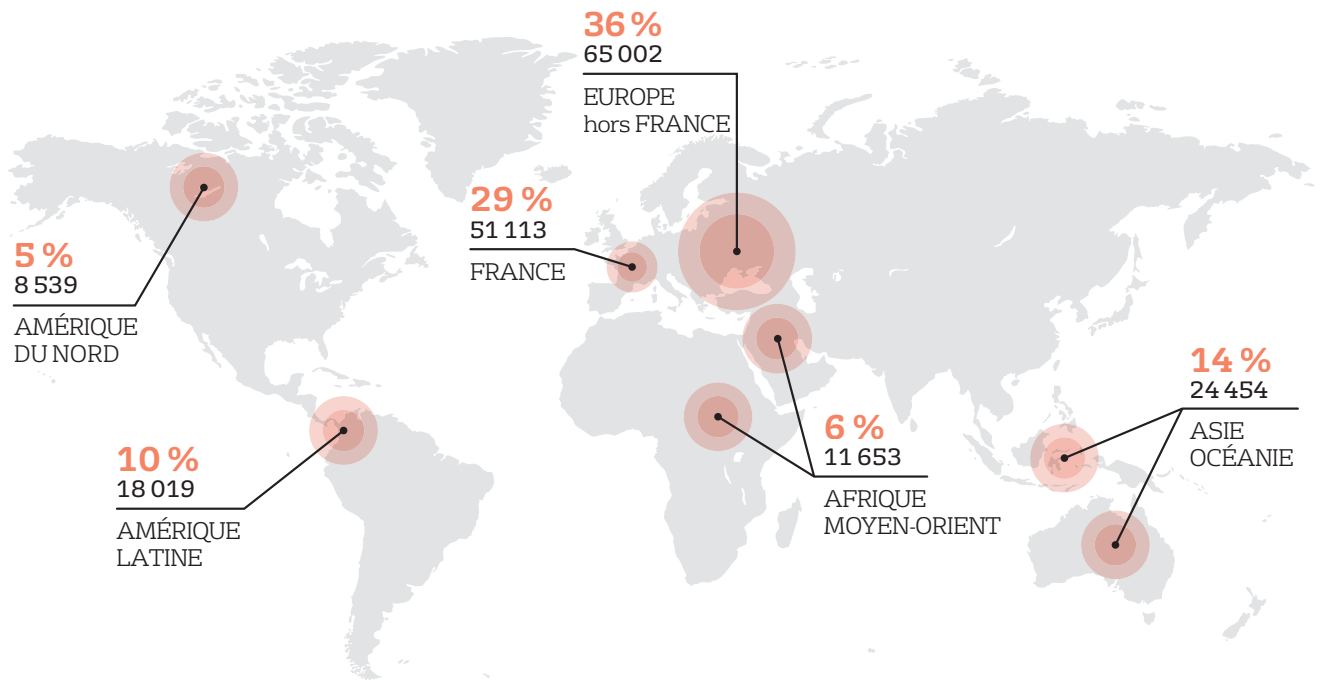 36 %
65 002
EUROPE
hors FRANCE
29 %
51 113
FRANCE
5 %
8 539
AMÉRIQUE
DU NORD
14 %
24 454
ASIE
OCÉANIE
6 %
11 653
AFRIQUE
MOYEN-ORIENT
10 %
18 019
AMÉRIQUE
LATINE